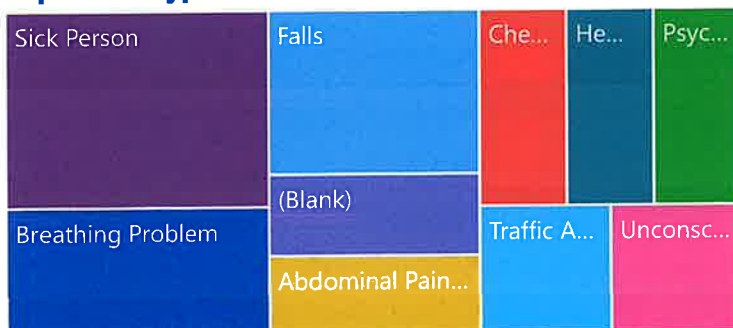 Sick Person
Breathing Problem
Falls
(Blank)
Abdominal Pain...
Che...
He...
Psyc...
Traffic A...
Unconsc...